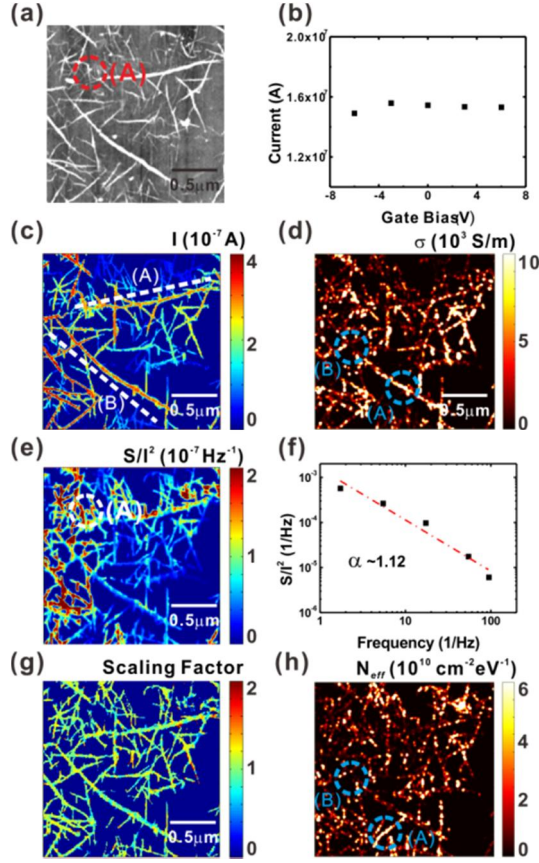 (a)
(A)
0.5μm
(b)
Current (A)
2.0x10⁷
1.6x10⁷
1.2x10⁷
-8 -4 0 4 8
Gate Bias(V)
(c) I (10⁻⁷ A)
(A)
(B)
0.5μm
4
2
0
(d) σ (10³ S/m)
(B)
(A)
0.5μm
10
5
0
(e) S/I² (10⁻⁷ Hz⁻¹)
(A)
0.5μm
2
1
0
(f)
S/I² (1/Hz)
10⁻³
10⁻⁴
10⁻⁵
10⁻⁶
α ~1.12
1 10 100
Frequency (1/Hz)
(g) Scaling Factor
0.5μm
2
1
0
(h) Neff (10¹⁰ cm⁻²eV⁻¹)
(B)
(A)
6
4
2
0